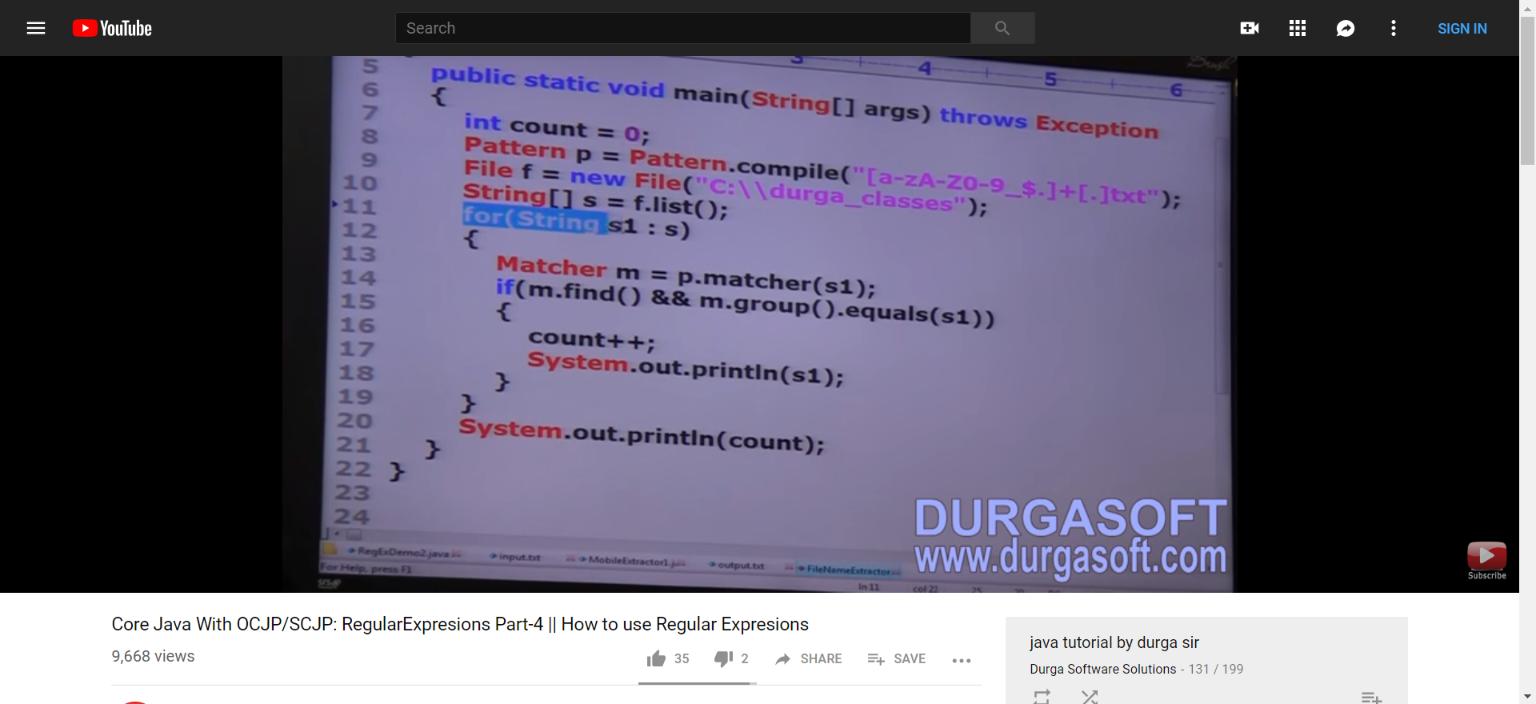 YouTube
Search
SIGN IN
3 4 5 6
5 public static void main(String[] args) throws Exception
6 {
7 int count = 0;
8 Pattern p = Pattern.compile("[a-zA-Z0-9_$.]+[.]txt");
9 File f = new File("C:\\durga_classes");
10 String[] s = f.list();
11 for(String s1 : s)
12 {
13 Matcher m = p.matcher(s1);
14 if(m.find() && m.group().equals(s1))
15 {
16 count++;
17 System.out.println(s1);
18 }
19 }
20 System.out.println(count);
21 }
22 }
23
24
DURGASOFT
www.durgasoft.com
RegExDemo2.java input.txt MobileExtractor1.j output.txt FileNameExtractor
For Help, press F1
ln 11 col 22
Subscribe
Core Java With OCJP/SCJP: RegularExpresions Part-4 || How to use Regular Expresions
9,668 views
35 2 SHARE SAVE
java tutorial by durga sir
Durga Software Solutions - 131 / 199